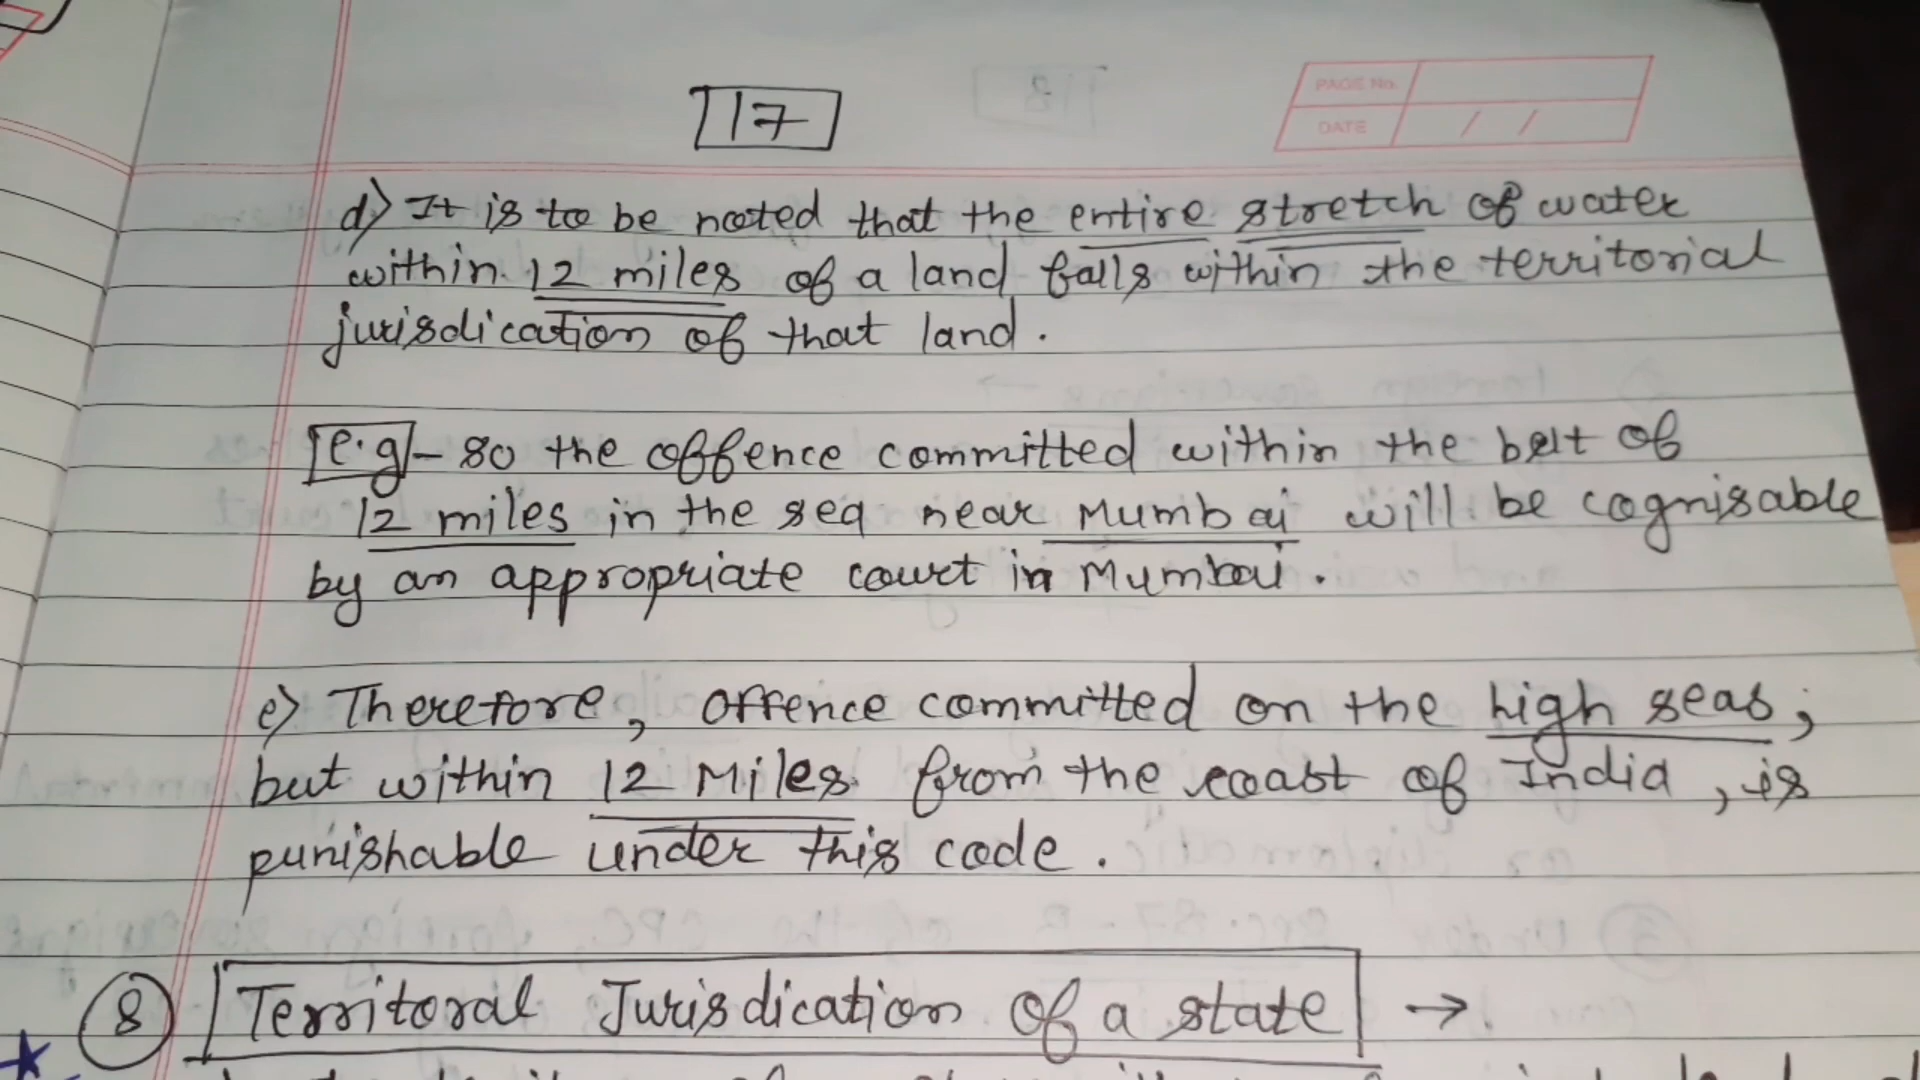 17
PAGE No.
DATE / /
d) It is to be noted that the entire stretch of water
within 12 miles of a land falls within the territorial
jurisdication of that land.
e.g - so the offence committed within the belt of
12 miles in the sea near Mumbai will be cognisable
by an appropriate court in Mumbai.
e) Therefore, offence committed on the high seas,
but within 12 Miles from the coast of India, is
punishable under this code.
8 Territoral Jurisdication of a state →